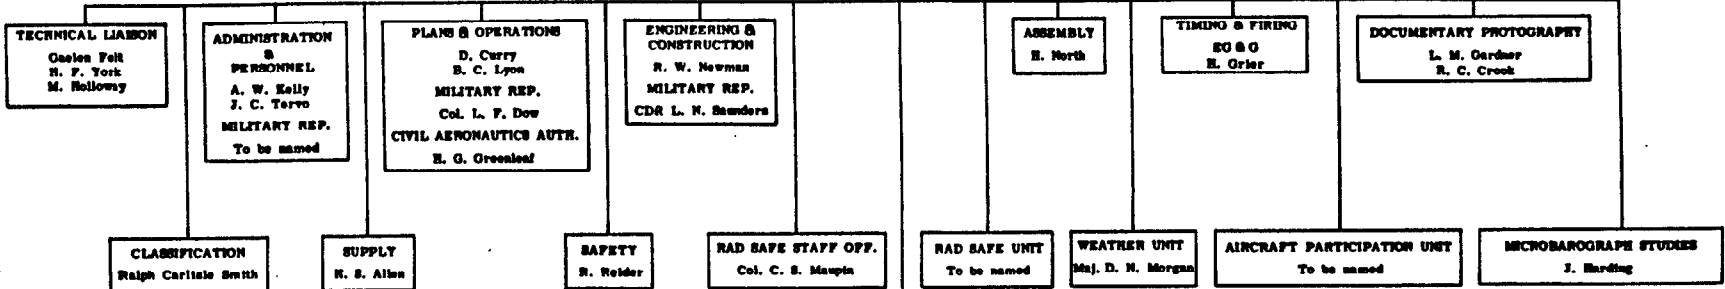 TECHNICAL LIAISON
Gaelen Felt
H. F. York
M. Holloway
ADMINISTRATION
&
PERSONNEL
A. W. Kelly
J. C. Tervo
MILITARY REP.
To be named
PLANS & OPERATIONS
D. Curry
B. C. Lyon
MILITARY REP.
Col. L. F. Dow
CIVIL AERONAUTICS AUTH.
H. G. Greenleaf
ENGINEERING &
CONSTRUCTION
R. W. Newman
MILITARY REP.
CDR L. N. Saunders
ASSEMBLY
H. North
TIMING & FIRING
EG & G
H. Grier
DOCUMENTARY PHOTOGRAPHY
L. M. Gardner
R. C. Crook
CLASSIFICATION
Ralph Carlisle Smith
SUPPLY
H. S. Allen
SAFETY
R. Reider
RAD SAFE STAFF OFF.
Col. C. S. Maupin
RAD SAFE UNIT
To be named
WEATHER UNIT
Maj. D. N. Morgan
AIRCRAFT PARTICIPATION UNIT
To be named
MICROBAROGRAPH STUDIES
J. Harding